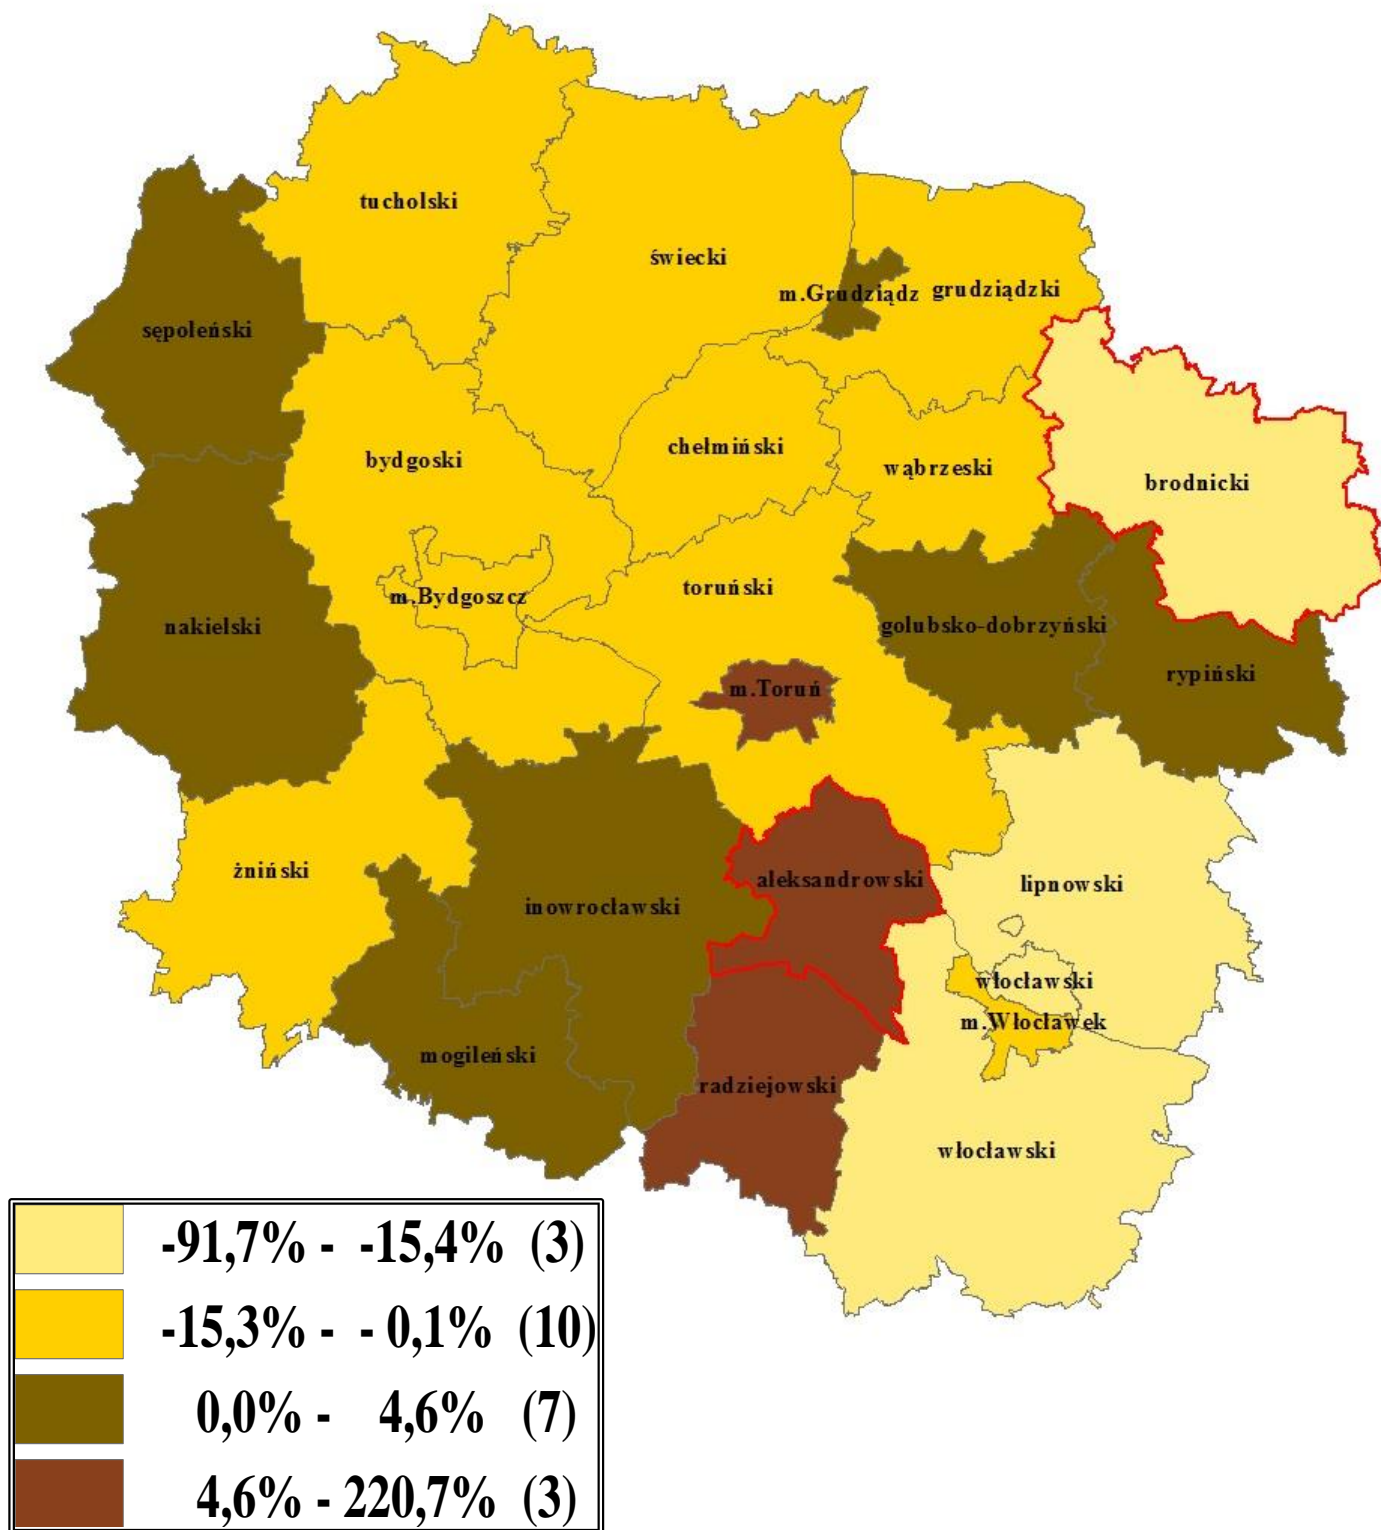 tucholski
świecki
m.Grudziądz
grudziądzki
sępoleński
chełmiński
bydgoski
wąbrzeski
brodnicki
toruński
m.Bydgoszcz
nakielski
golubsko-dobrzyński
rypiński
m.Toruń
żniński
aleksandrowski
lipnowski
inowrocławski
włocławski
m.Włocławek
mogileński
radziejowski
włocławski
-91,7% - -15,4% (3)
-15,3% - - 0,1% (10)
0,0% - 4,6% (7)
4,6% - 220,7% (3)